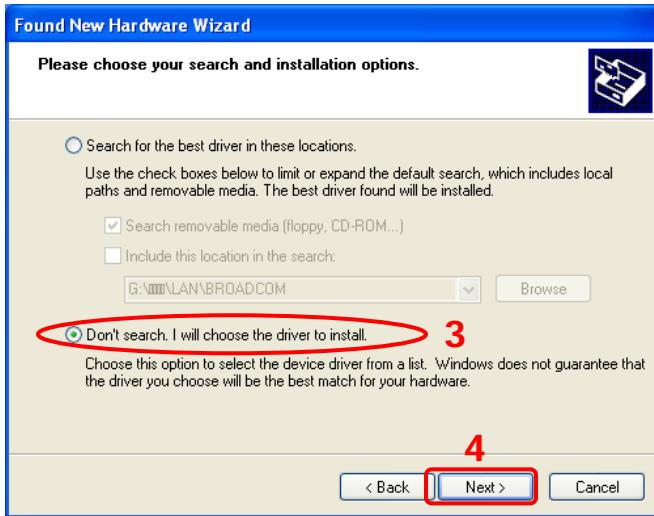 Found New Hardware Wizard
Please choose your search and installation options.
Search for the best driver in these locations.
Use the check boxes below to limit or expand the default search, which includes local
paths and removable media. The best driver found will be installed.
Search removable media (floppy, CD-ROM...)
Include this location in the search:
G:\ \LAN\BROADCOM
Browse
Don't search. I will choose the driver to install.
3
Choose this option to select the device driver from a list. Windows does not guarantee that
the driver you choose will be the best match for your hardware.
4
< Back
Next >
Cancel